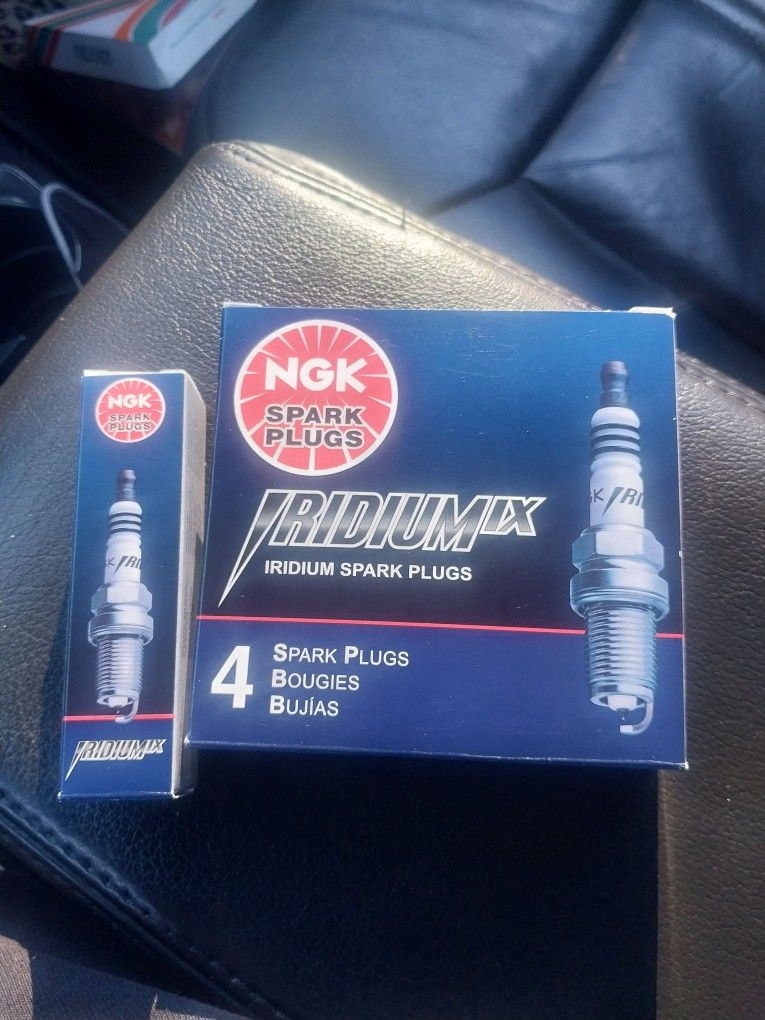 NGK
SPARK
PLUGS
IRIDIUM IX
NGK
SPARK
PLUGS
IRIDIUM IX
IRIDIUM SPARK PLUGS
4
SPARK PLUGS
BOUGIES
BUJÍAS